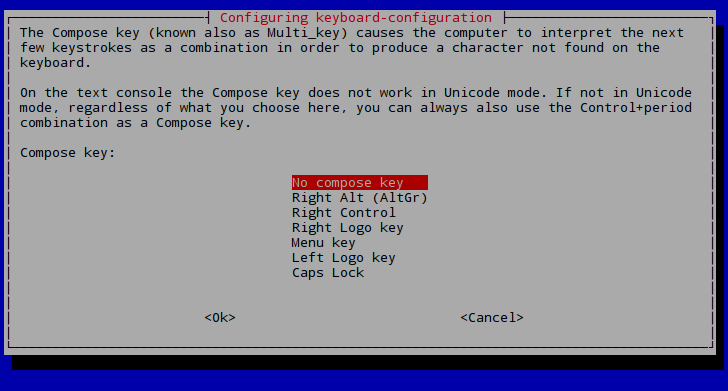 Configuring keyboard-configuration
The Compose key (known also as Multi_key) causes the computer to interpret the next
few keystrokes as a combination in order to produce a character not found on the
keyboard.
On the text console the Compose key does not work in Unicode mode. If not in Unicode
mode, regardless of what you choose here, you can always also use the Control+period
combination as a Compose key.
Compose key:
No compose key
Right Alt (AltGr)
Right Control
Right Logo key
Menu key
Left Logo key
Caps Lock
<Ok> <Cancel>